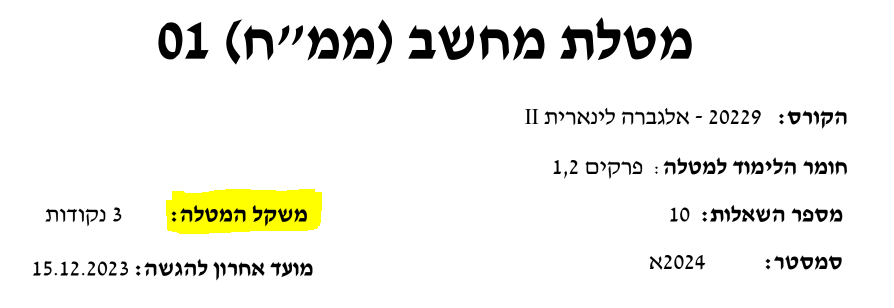 מטלת מחשב (ממ״ח) 01
הקורס: 20229 - אלגברה לינארית II
חומר הלימוד למטלה: פרקים 1,2
מספר השאלות: 10 משקל המטלה: 3 נקודות
סמסטר: 2024א מועד אחרון להגשה: 15.12.2023